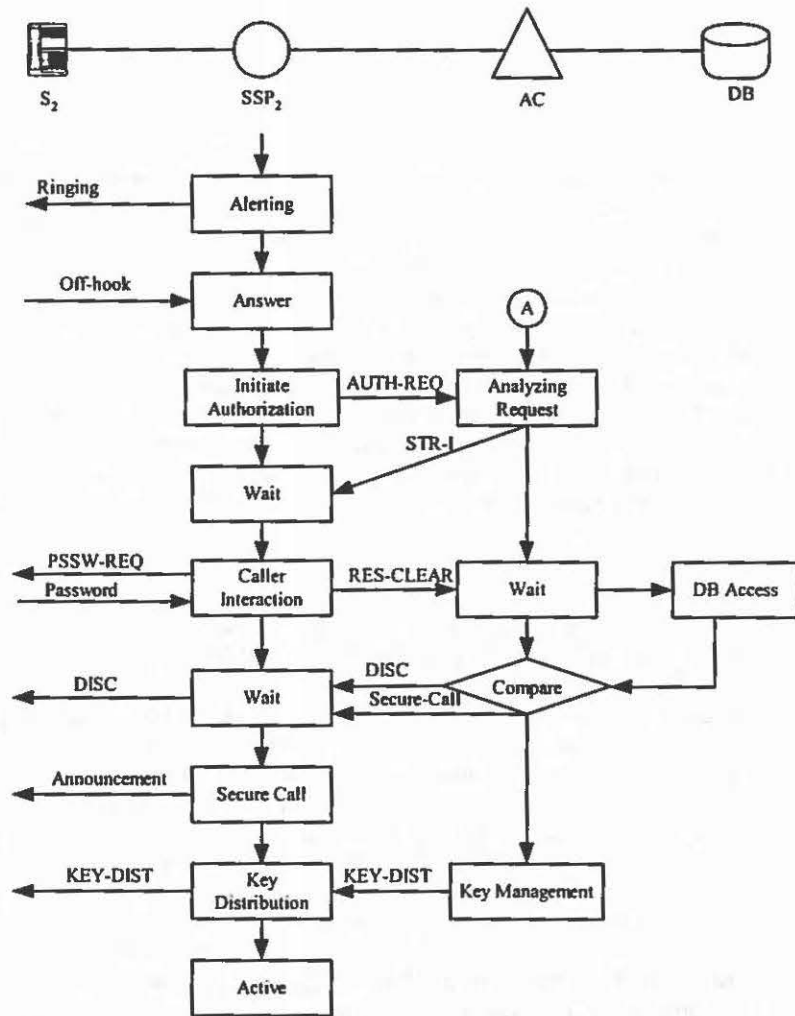 S2 SSP2 AC DB
Ringing
Alerting
Off-hook
Answer
A
Initiate
Authorization
AUTH-REQ
Analyzing
Request
STR-I
Wait
PSSW-REQ
Password
Caller
Interaction
RES-CLEAR
Wait
DB Access
DISC
Wait
DISC
Secure-Call
Compare
Announcement
Secure Call
KEY-DIST
Key
Distribution
KEY-DIST
Key Management
Active